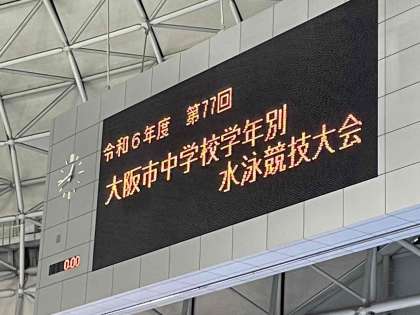 令和６年度　第77回
大阪市中学校学年別
水泳競技大会
0:00